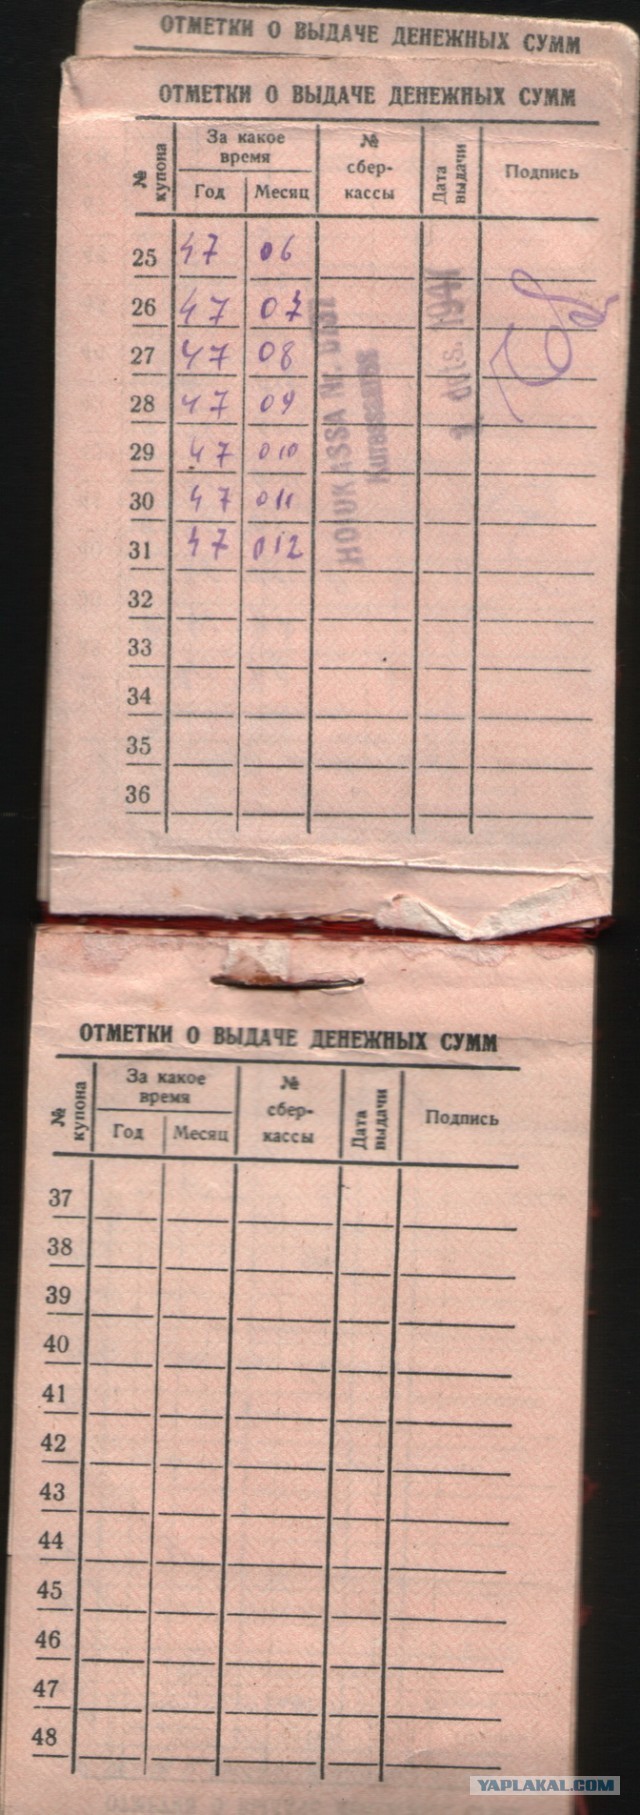 ОТМЕТКИ О ВЫДАЧЕ ДЕНЕЖНЫХ СУММ
ОТМЕТКИ О ВЫДАЧЕ ДЕНЕЖНЫХ СУММ
№ купона
За какое время
Год
Месяц
№ сбер-кассы
Дата выдачи
Подпись
25 47 06
26 47 07
27 47 08
28 47 09
29 47 010
30 47 011
31 47 012
HOIUKASSA Nr.
Kuressaares
32
33
34
35
36
ОТМЕТКИ О ВЫДАЧЕ ДЕНЕЖНЫХ СУММ
№ купона
За какое время
Год
Месяц
№ сбер-кассы
Дата выдачи
Подпись
37
38
39
40
41
42
43
44
45
46
47
48
YAPLAKAL.COM